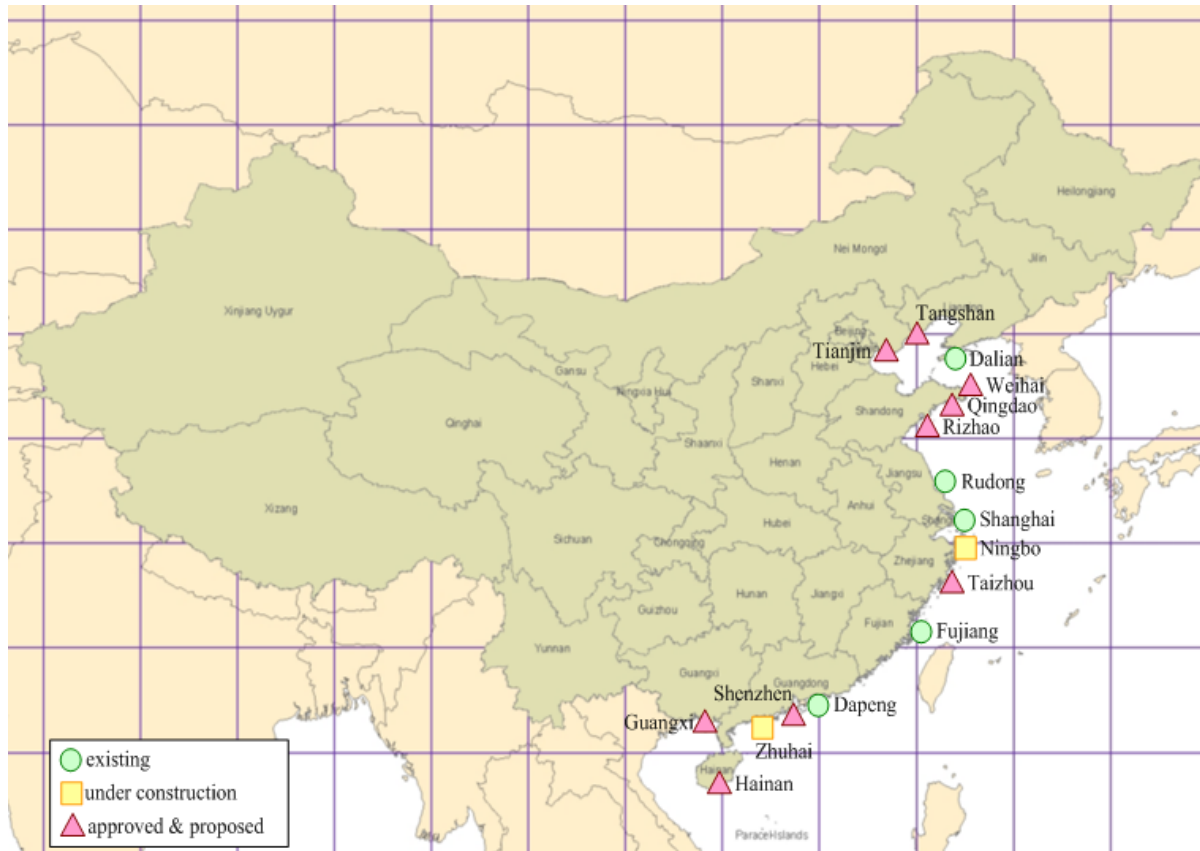 Heilongjiang
Nei Mongol
Jilin
Xinjiang Uygur
Liaoning
Tangshan
Beijing
Tianjin
Dalian
Hebei
Gansu
Shanxi
Weihai
Ningxia Hui
Qingdao
Shandong
Qinghai
Rizhao
Shaanxi
Henan
Jiangsu
Rudong
Anhui
Xizang
Shanghai
Hubei
Sichuan
Chongqing
Ningbo
Zhejiang
Taizhou
Hunan
Jiangxi
Guizhou
Fujian
Fujiang
Yunnan
Guangxi
Guangdong
Shenzhen
Dapeng
Guangxi
Zhuhai
Hainan
Hainan
Paracel Islands
existing
under construction
approved & proposed